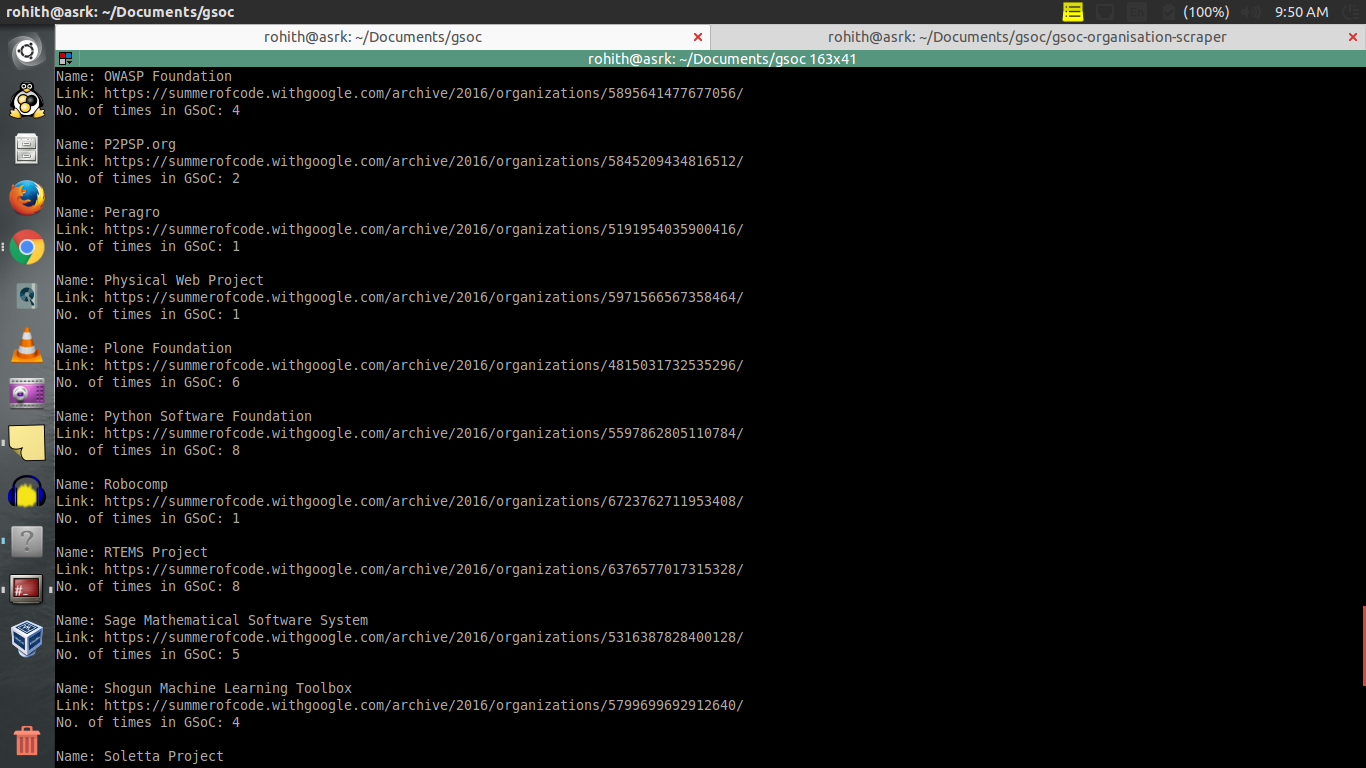 rohith@asrk: ~/Documents/gsoc
(100%) 9:50 AM
rohith@asrk: ~/Documents/gsoc
rohith@asrk: ~/Documents/gsoc/gsoc-organisation-scraper
rohith@asrk: ~/Documents/gsoc 163x41
Name: OWASP Foundation
Link: https://summerofcode.withgoogle.com/archive/2016/organizations/5895641477677056/
No. of times in GSoC: 4
Name: P2PSP.org
Link: https://summerofcode.withgoogle.com/archive/2016/organizations/5845209434816512/
No. of times in GSoC: 2
Name: Peragro
Link: https://summerofcode.withgoogle.com/archive/2016/organizations/5191954035900416/
No. of times in GSoC: 1
Name: Physical Web Project
Link: https://summerofcode.withgoogle.com/archive/2016/organizations/5971566567358464/
No. of times in GSoC: 1
Name: Plone Foundation
Link: https://summerofcode.withgoogle.com/archive/2016/organizations/4815031732535296/
No. of times in GSoC: 6
Name: Python Software Foundation
Link: https://summerofcode.withgoogle.com/archive/2016/organizations/5597862805110784/
No. of times in GSoC: 8
Name: Robocomp
Link: https://summerofcode.withgoogle.com/archive/2016/organizations/6723762711953408/
No. of times in GSoC: 1
Name: RTEMS Project
Link: https://summerofcode.withgoogle.com/archive/2016/organizations/6376577017315328/
No. of times in GSoC: 8
Name: Sage Mathematical Software System
Link: https://summerofcode.withgoogle.com/archive/2016/organizations/5316387828400128/
No. of times in GSoC: 5
Name: Shogun Machine Learning Toolbox
Link: https://summerofcode.withgoogle.com/archive/2016/organizations/5799699692912640/
No. of times in GSoC: 4
Name: Soletta Project